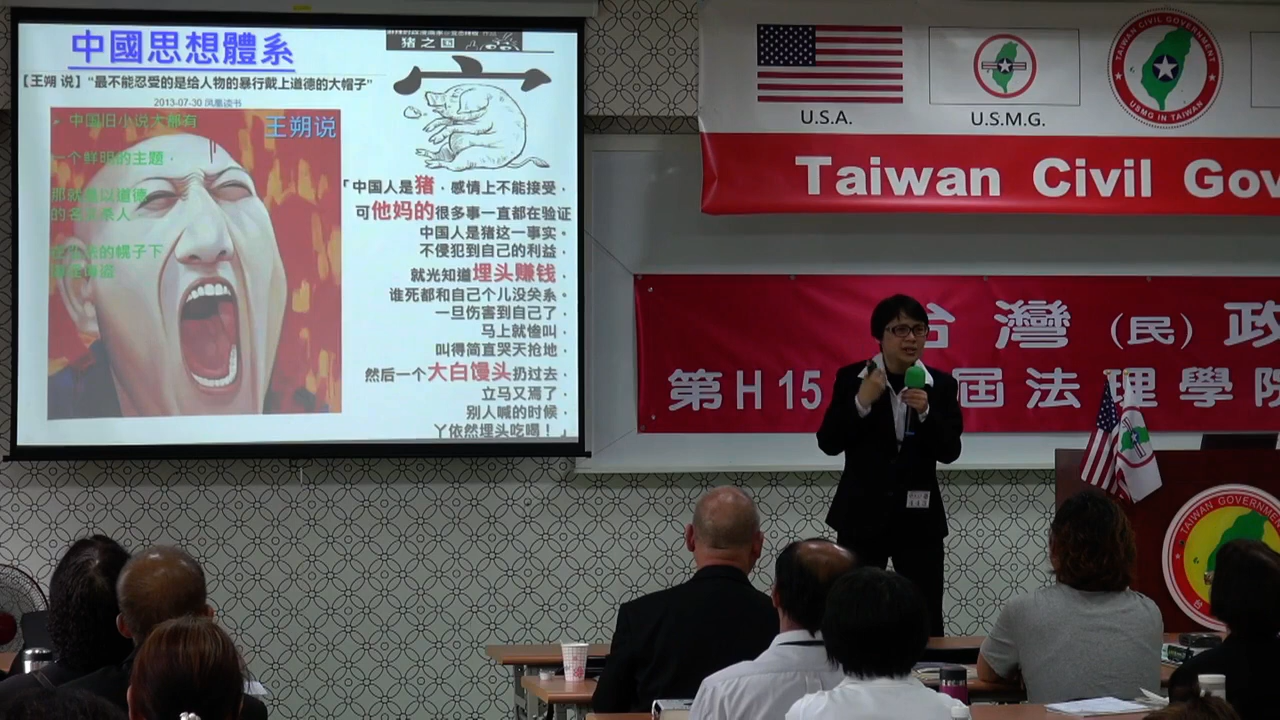 中國思想體系
猪之国
【王朔 说】“最不能忍受的是给人物的暴行戴上道德的大帽子”
2013-07-30 凤凰读书
王朔说
中国旧小说大都有
一个鲜明的主题，
那就是以道德
的名义杀人
「中国人是猪，感情上不能接受，
可他妈的很多事一直都在验证
中国人是猪这一事实。
不侵犯到自己的利益，
就光知道埋头赚钱，
谁死都和自己个儿没关系。
一旦伤害到自己了，
马上就惨叫，
叫得简直哭天抢地，
然后一个大白馒头扔过去，
立马又蔫了，
别人喊的时候，
丫依然埋头吃喝！」
U.S.A.
U.S.M.G.
TAIWAN CIVIL GOVERNMENT
USMG IN TAIWAN
Taiwan Civil Gov
台灣（民）政
第H15
屆法理學院
TAIWAN GOVERNMENT